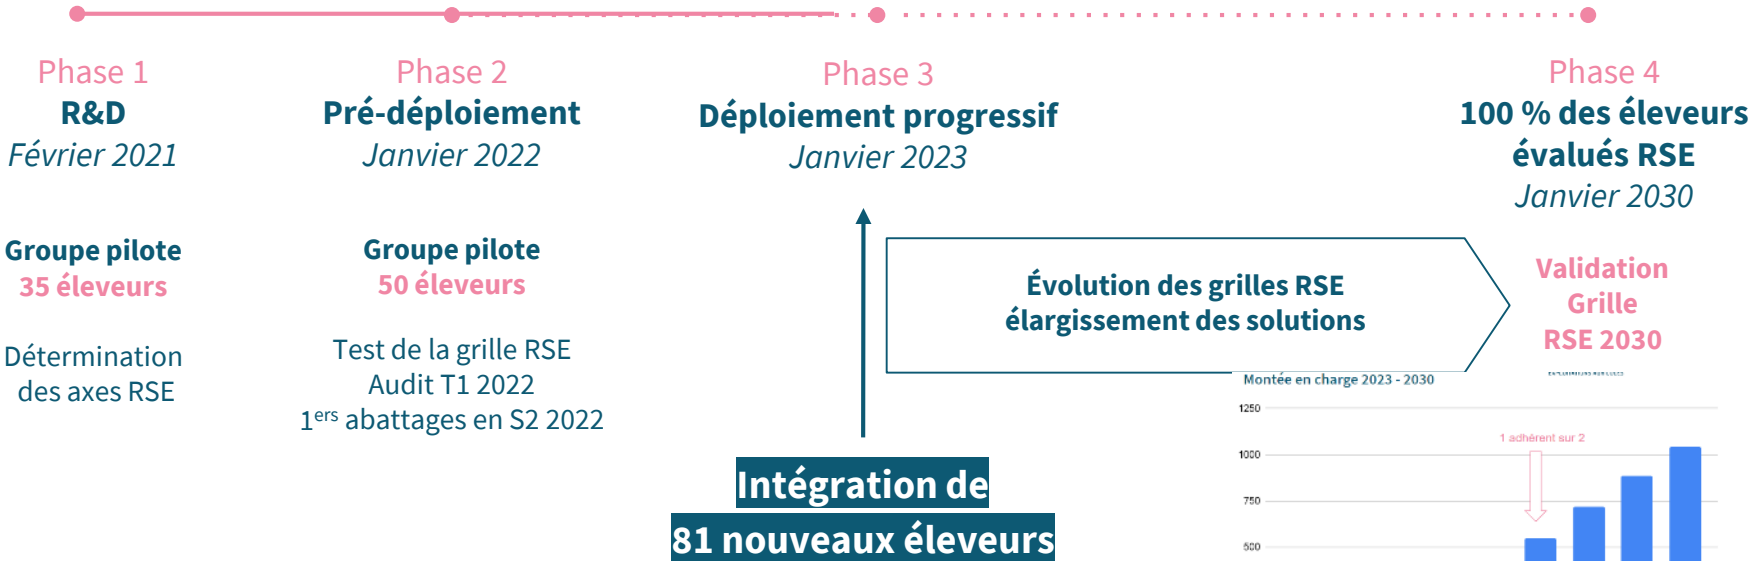 Phase 1
R&D
Février 2021
Groupe pilote
35 éleveurs
Détermination
des axes RSE
Phase 2
Pré-déploiement
Janvier 2022
Groupe pilote
50 éleveurs
Test de la grille RSE
Audit T1 2022
1ers abattages en S2 2022
Phase 3
Déploiement progressif
Janvier 2023
Évolution des grilles RSE
élargissement des solutions
Intégration de
81 nouveaux éleveurs
Phase 4
100 % des éleveurs
évalués RSE
Janvier 2030
Validation
Grille
RSE 2030
Montée en charge 2023 - 2030
1250
1 adhérent sur 2
1000
750
500